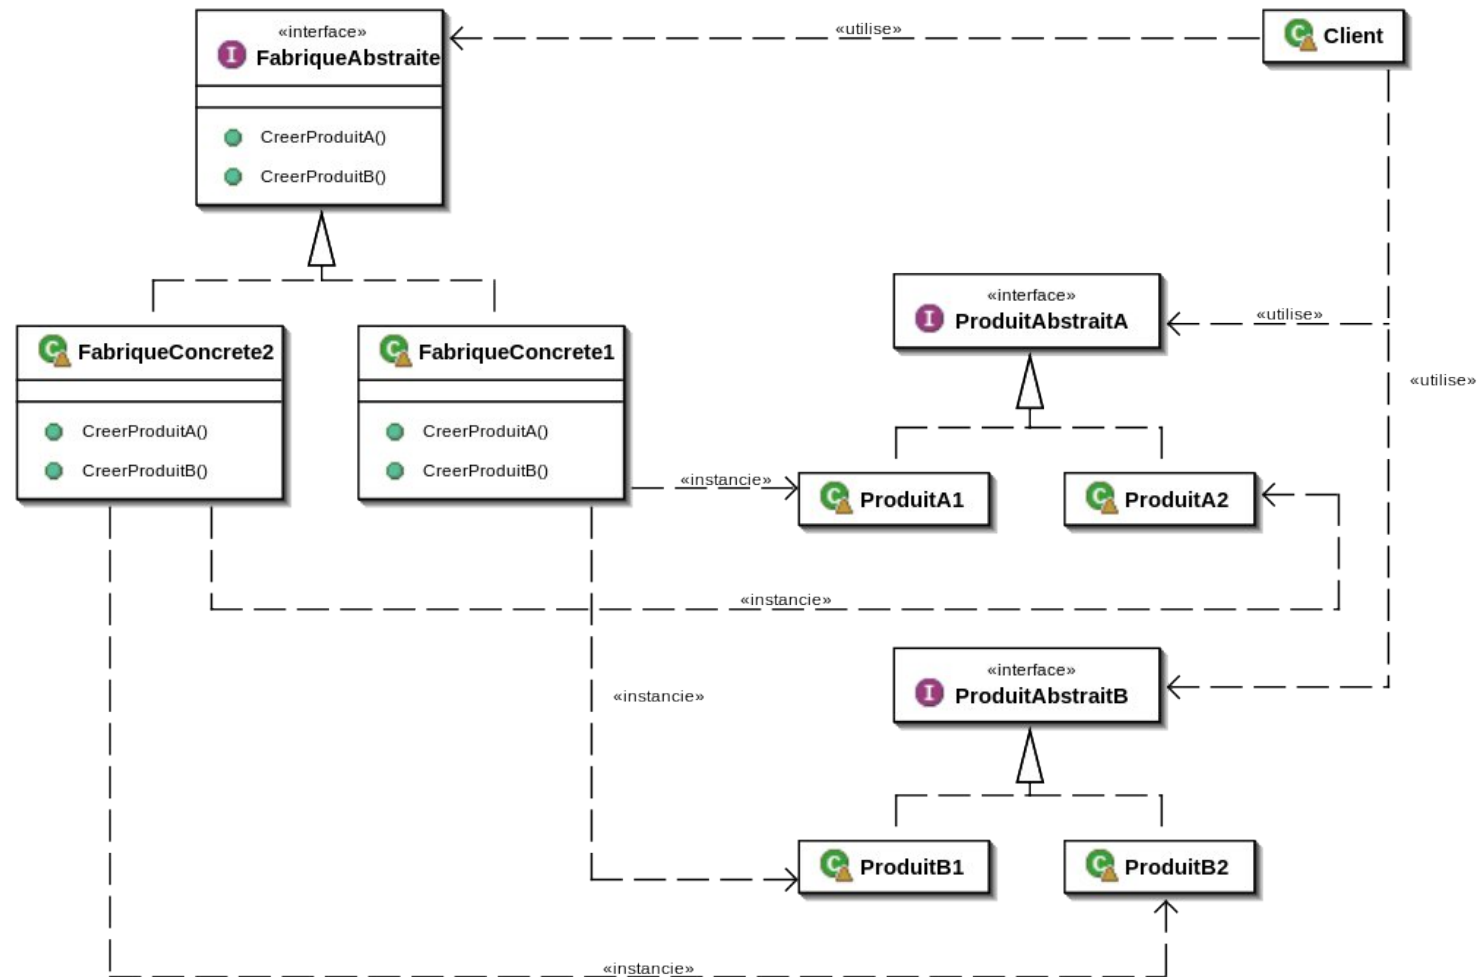 «interface»
FabriqueAbstraite
CreerProduitA()
CreerProduitB()
«utilise»
Client
FabriqueConcrete2
CreerProduitA()
CreerProduitB()
FabriqueConcrete1
CreerProduitA()
CreerProduitB()
«interface»
ProduitAbstraitA
«utilise»
«utilise»
«instancie»
ProduitA1
ProduitA2
«instancie»
«interface»
ProduitAbstraitB
«instancie»
ProduitB1
ProduitB2
«instancie»